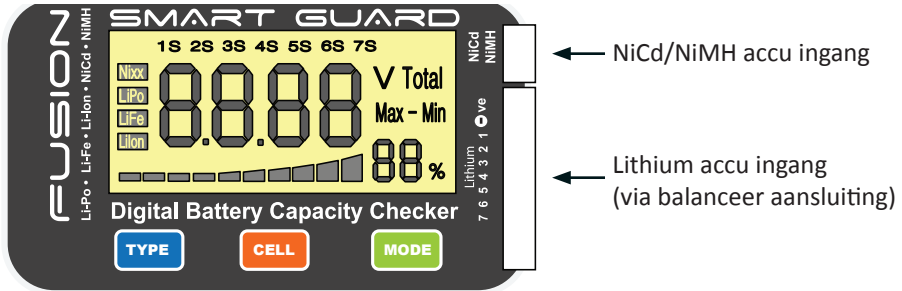 SMART GUARD
FUSION
Li-Po • Li-Fe • Li-Ion • NiCd • NiMH
1S 2S 3S 4S 5S 6S 7S
Nixx
LiPo
LiFe
LiIon
88.88
V Total
Max – Min
88%
Digital Battery Capacity Checker
TYPE
CELL
MODE
NiCd
NiMH
Lithium
7 6 5 4 3 2 1 -ve
NiCd/NiMH accu ingang
Lithium accu ingang
(via balanceer aansluiting)